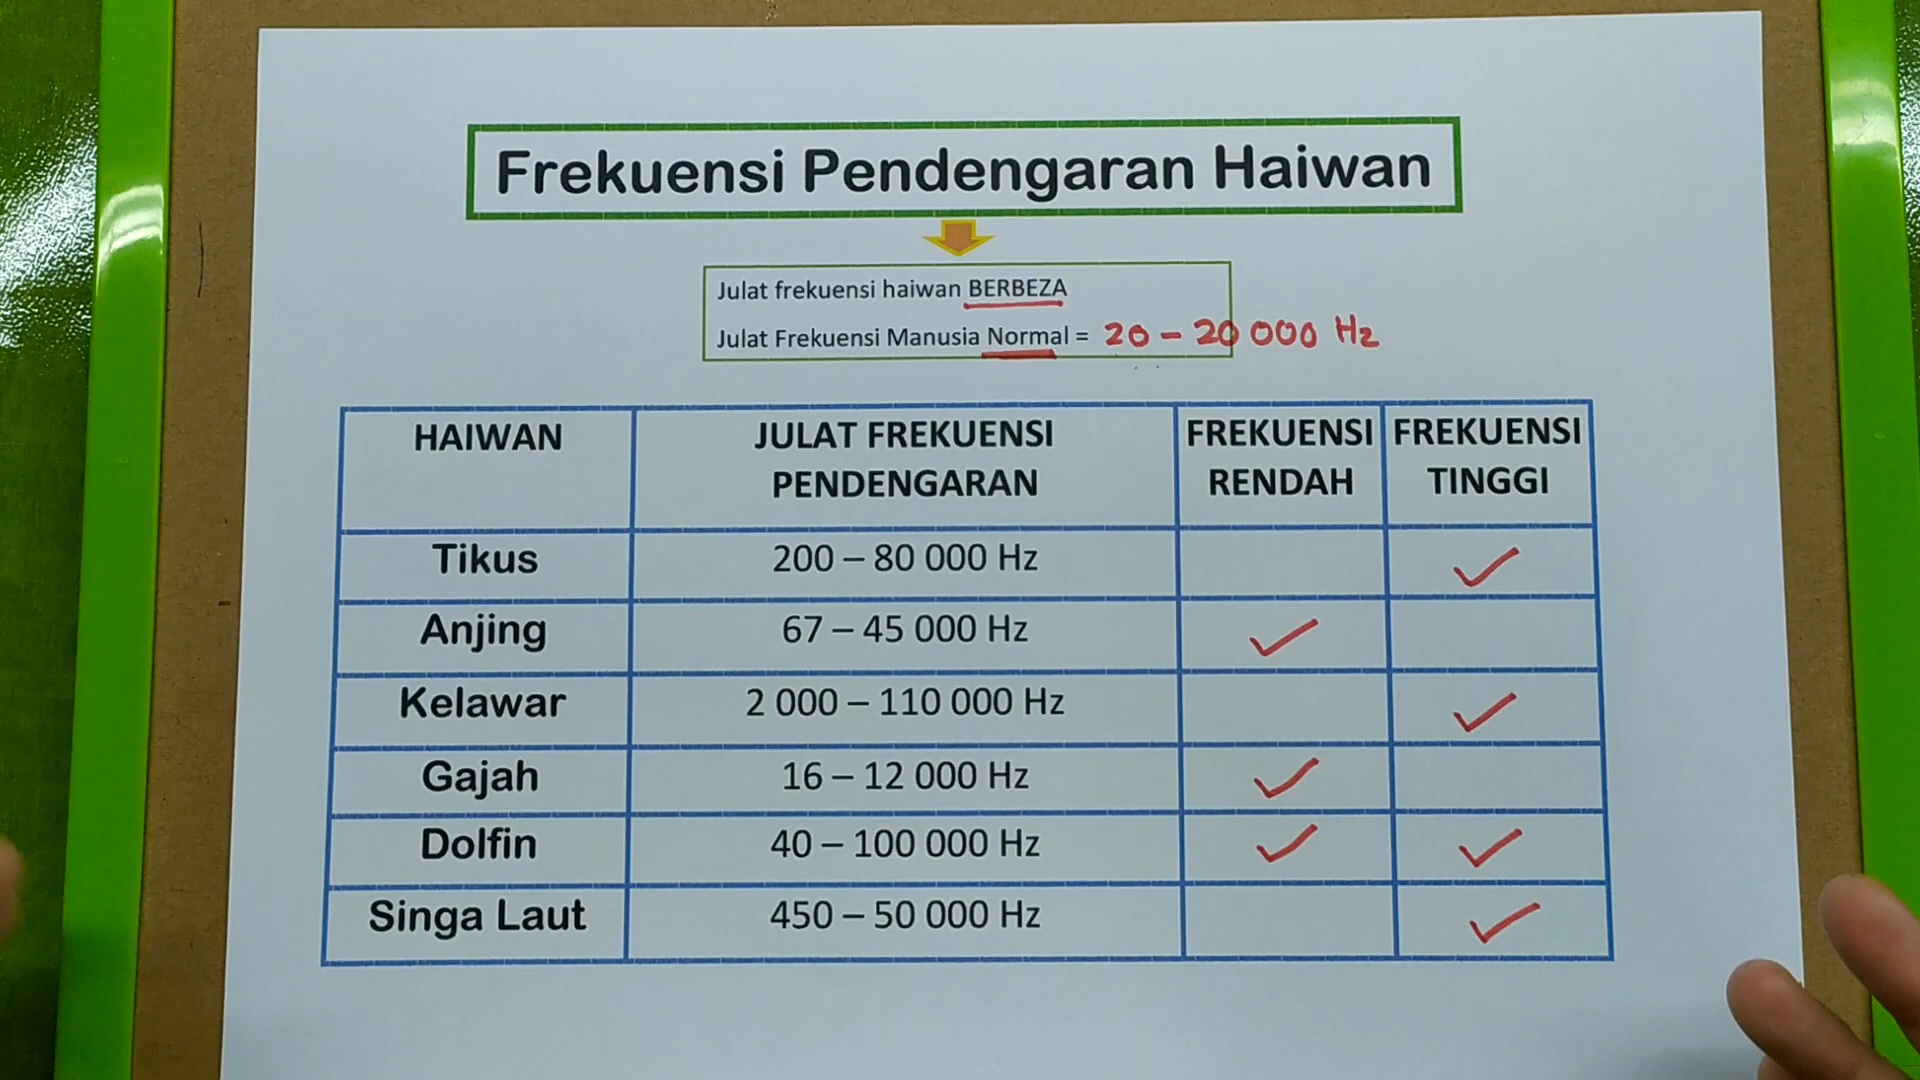 Frekuensi Pendengaran Haiwan
Julat frekuensi haiwan BERBEZA
Julat Frekuensi Manusia Normal = 20 – 20 000 Hz
HAIWAN
JULAT FREKUENSI
PENDENGARAN
FREKUENSI
RENDAH
FREKUENSI
TINGGI
Tikus 200 – 80 000 Hz ✓
Anjing 67 – 45 000 Hz ✓
Kelawar 2 000 – 110 000 Hz ✓
Gajah 16 – 12 000 Hz ✓
Dolfin 40 – 100 000 Hz ✓ ✓
Singa Laut 450 – 50 000 Hz ✓